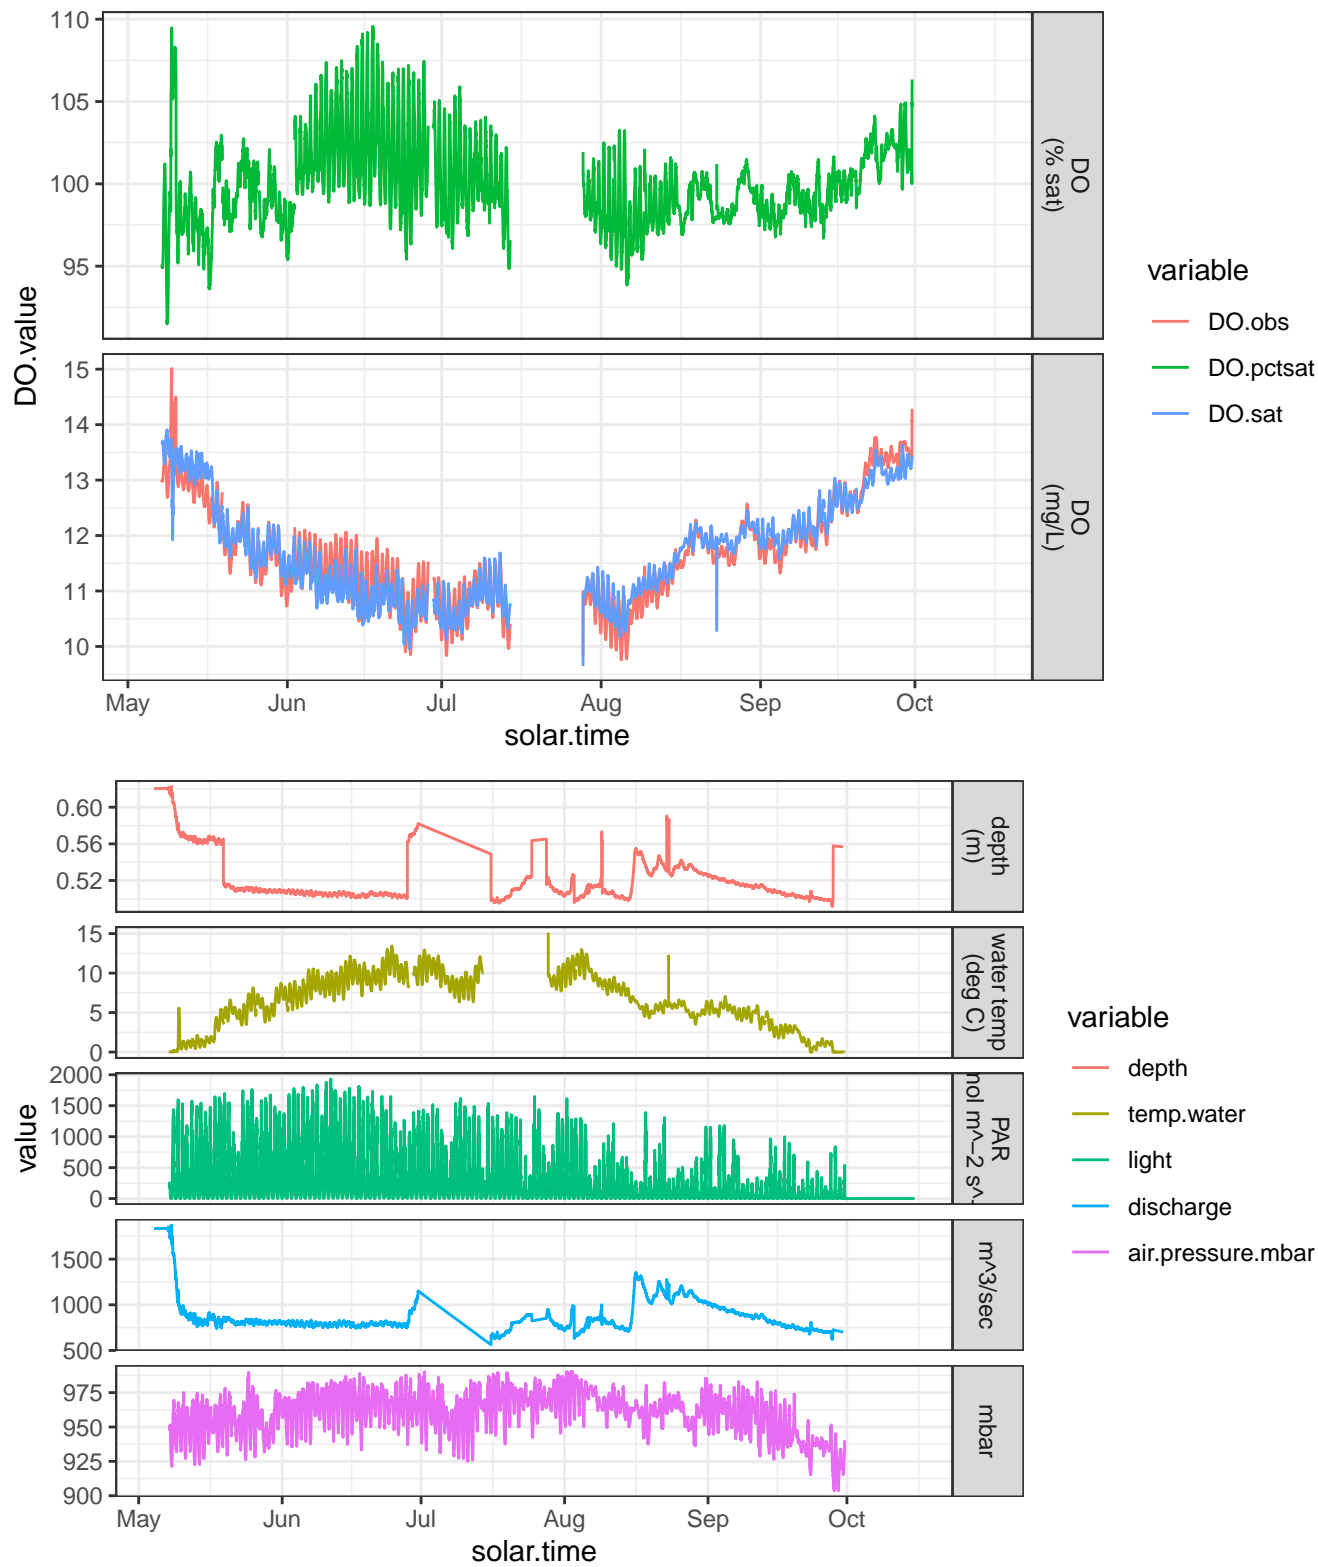 110
105
100
95
DO
(% sat)
15
14
13
12
11
10
DO
(mg/L)
DO.value
May
Jun
Jul
Aug
Sep
Oct
solar.time
variable
DO.obs
DO.pctsat
DO.sat
0.60
0.56
0.52
depth
(m)
15
10
5
0
water temp
(deg C)
2000
1500
1000
500
0
PAR
mol m^−2 s^
1500
1000
500
m^3/sec
975
950
925
900
mbar
value
May
Jun
Jul
Aug
Sep
Oct
solar.time
variable
depth
temp.water
light
discharge
air.pressure.mbar